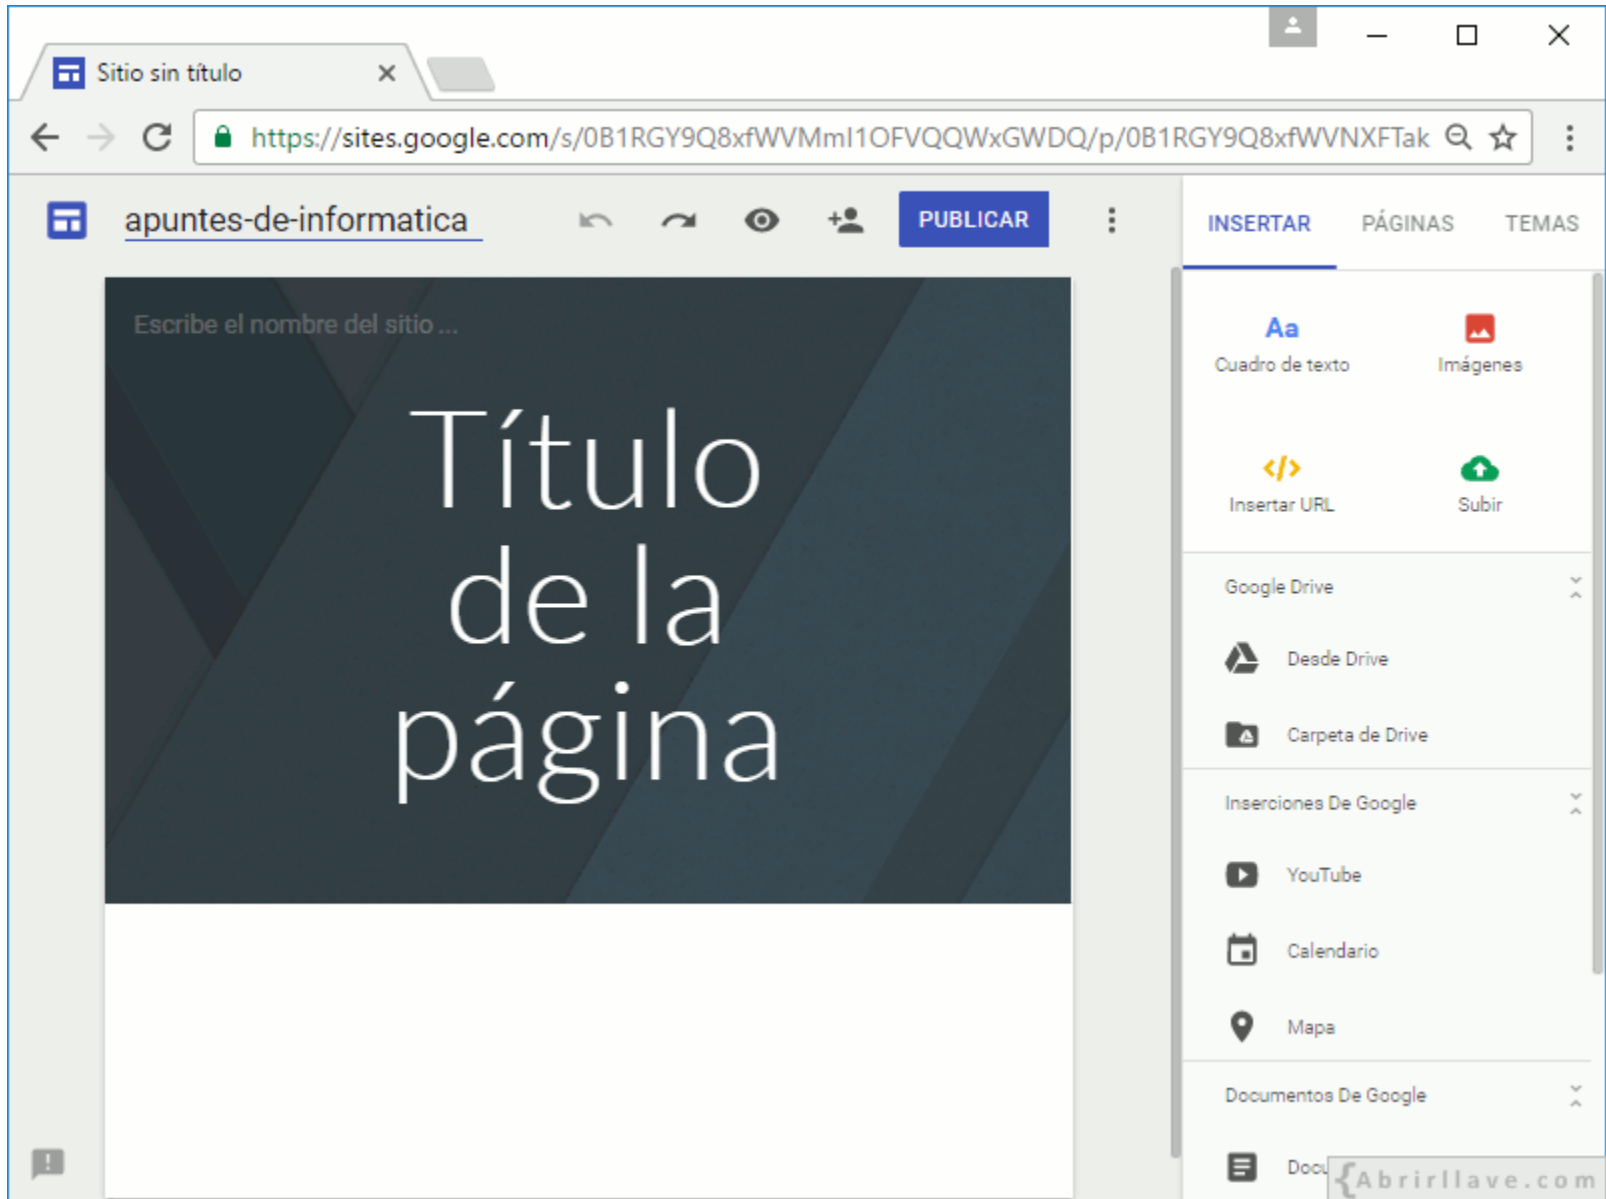 Sitio sin título
https://sites.google.com/s/0B1RGY9Q8xfWVMmI1OFVQQWxGWDQ/p/0B1RGY9Q8xfWVNXFTak
apuntes-de-informatica
PUBLICAR
INSERTAR PÁGINAS TEMAS
Escribe el nombre del sitio ...
Título
de la
página
Aa
Cuadro de texto Imágenes
Insertar URL Subir
Google Drive
Desde Drive
Carpeta de Drive
Inserciones De Google
YouTube
Calendario
Mapa
Documentos De Google
Docu
{Abrirllave.com